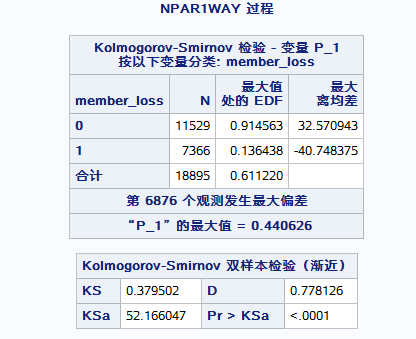 NPAR1WAY 过程
Kolmogorov-Smirnov 检验 - 变量 P_1
按以下变量分类: member_loss
member_loss N 最大值 处的 EDF 最大 离均差
0 11529 0.914563 32.570943
1 7366 0.136438 -40.748375
合计 18895 0.611220
第 6876 个观测发生最大偏差
“P_1”的最大值 = 0.440626
Kolmogorov-Smirnov 双样本检验（渐近）
KS 0.379502 D 0.778126
KSa 52.166047 Pr > KSa <.0001